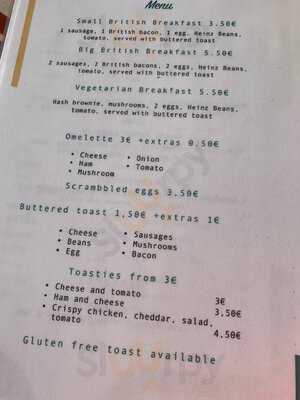 Menu
Small British Breakfast 3.50€
1 sausage, 1 British bacon, 1 egg, Heinz Beans,
tomato, served with buttered toast
Big British Breakfast 5.50€
2 sausages, 2 British bacons, 2 eggs, Heinz Beans,
tomato, served with buttered toast
Vegetarian Breakfast 5.50€
Hash brownie, mushrooms, 2 eggs, Heinz Beans,
tomato, served with buttered toast
Omelette 3€ +extras 0.50€
• Cheese • Onion
• Ham • Tomato
• Mushroom
Scrambbled eggs 3.50€
Buttered toast 1,50€ +extras 1€
• Cheese • Sausages
• Beans • Mushrooms
• Egg • Bacon
Toasties from 3€
• Cheese and tomato 3€
• Ham and cheese 3.50€
• Crispy chicken, cheddar, salad,
tomato 4.50€
Gluten free toast available